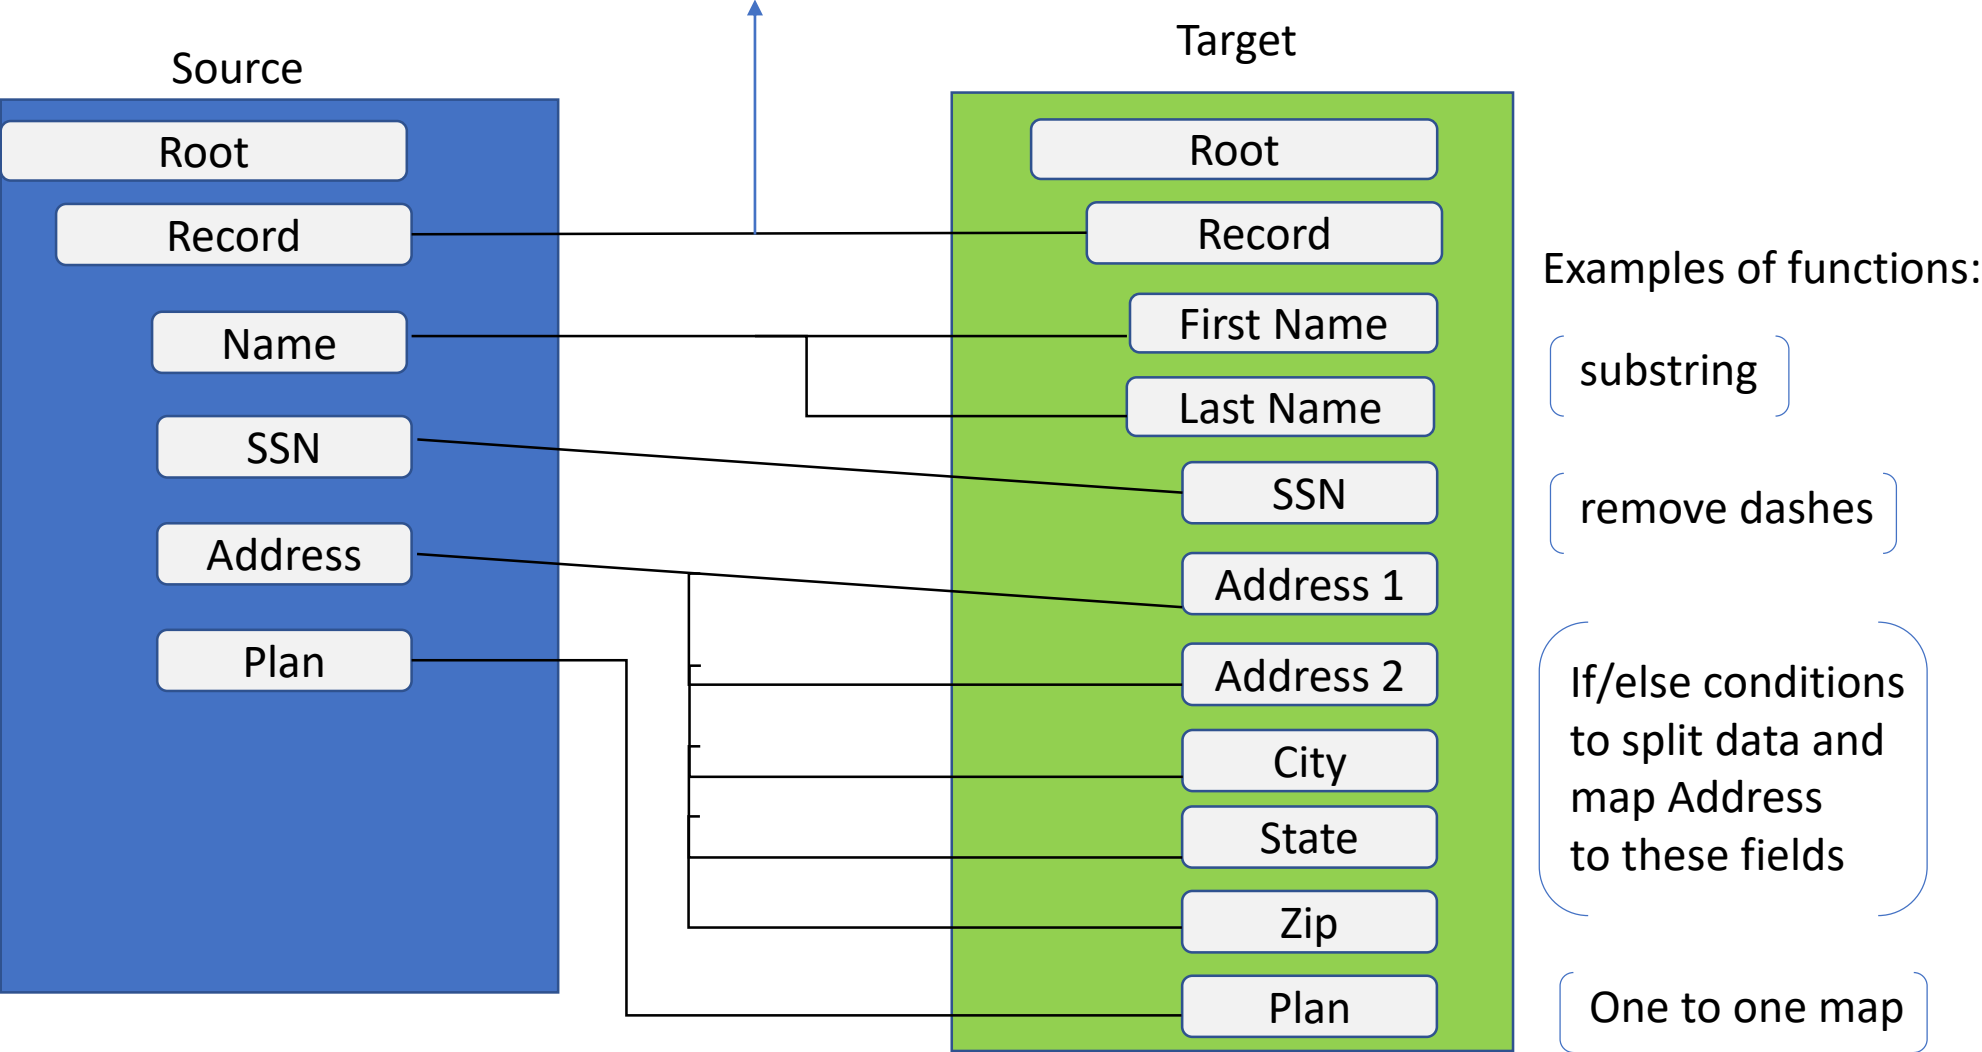 Source
Root
Record
Name
SSN
Address
Plan
Target
Root
Record
First Name
Last Name
SSN
Address 1
Address 2
City
State
Zip
Plan
Examples of functions:
substring
remove dashes
If/else conditions
to split data and
map Address
to these fields
One to one map